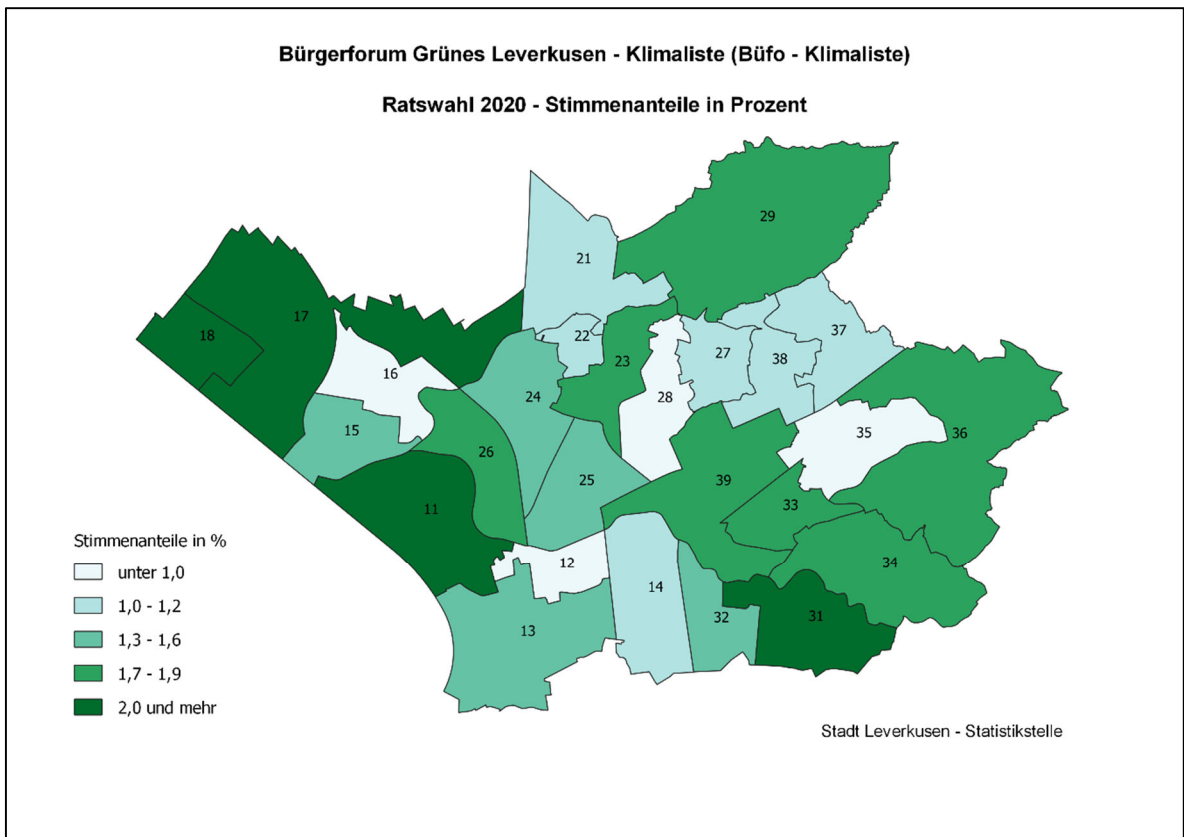 Bürgerforum Grünes Leverkusen - Klimaliste (Büfo - Klimaliste)
Ratswahl 2020 - Stimmenanteile in Prozent
29
21
17
18
22
23
27
37
38
16
24
28
15
26
35
36
25
39
11
33
12
34
14
13
32
31
Stimmenanteile in %
unter 1,0
1,0 - 1,2
1,3 - 1,6
1,7 - 1,9
2,0 und mehr
Stadt Leverkusen - Statistikstelle